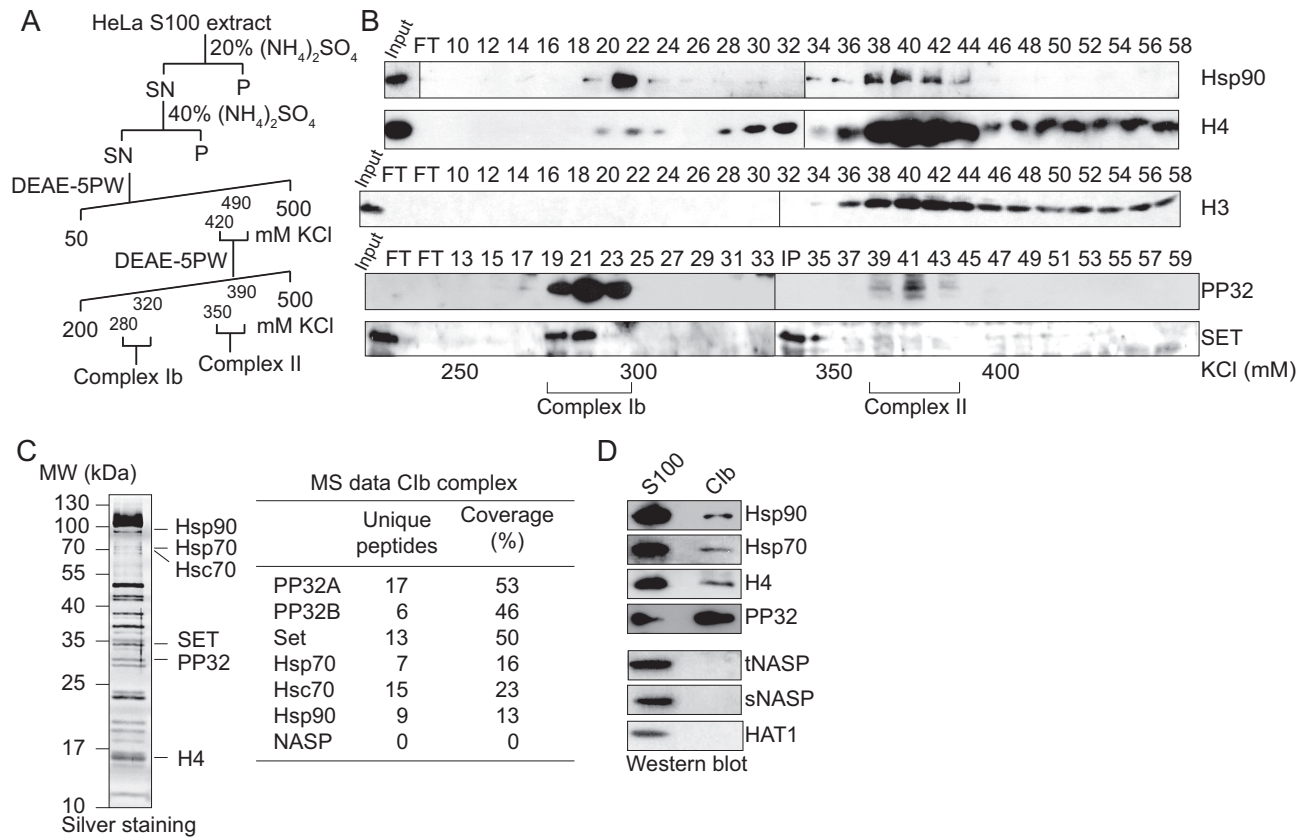 A
HeLa S100 extract
20% (NH4)2SO4
SN P
40% (NH4)2SO4
SN P
DEAE-5PW
490 500
50 420 mM KCl
DEAE-5PW
390 500
200 320 mM KCl
280 350
Complex Ib Complex II
B
Input FT 10 12 14 16 18 20 22 24 26 28 30 32 34 36 38 40 42 44 46 48 50 52 54 56 58
Hsp90
H4
Input FT FT 10 12 14 16 18 20 22 24 26 28 30 32 34 36 38 40 42 44 46 48 50 52 54 56 58
H3
Input FT FT 13 15 17 19 21 23 25 27 29 31 33 IP 35 37 39 41 43 45 47 49 51 53 55 57 59
PP32
SET
250 300 350 400 KCl (mM)
Complex Ib Complex II
C
MW (kDa)
130
100
70
55
40
35
25
17
10
Hsp90
Hsp70
Hsc70
SET
PP32
H4
Silver staining
MS data CIb complex
Unique peptides Coverage (%)
PP32A 17 53
PP32B 6 46
Set 13 50
Hsp70 7 16
Hsc70 15 23
Hsp90 9 13
NASP 0 0
D
S100 CIb
Hsp90
Hsp70
H4
PP32
tNASP
sNASP
HAT1
Western blot